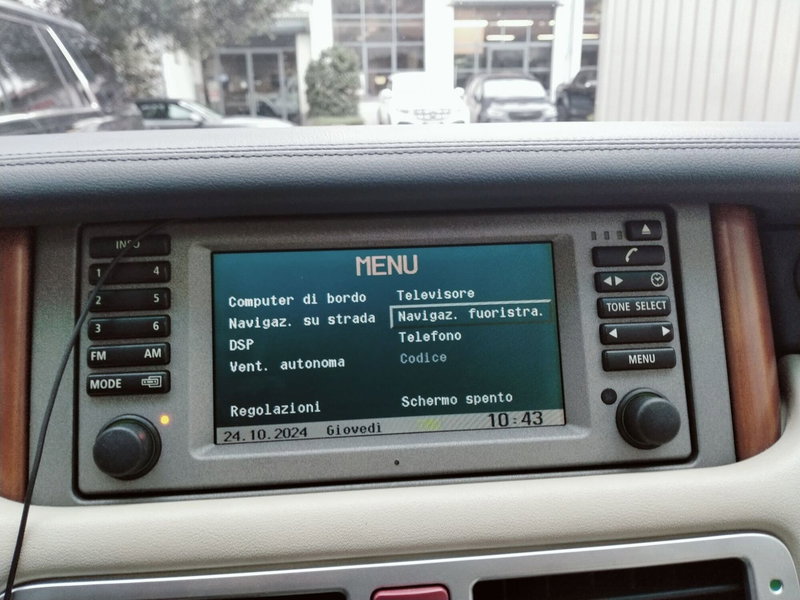 INFO
1 4
2 5
3 6
FM AM
MODE
MENU
Computer di bordo
Navigaz. su strada
DSP
Vent. autonoma
Regolazioni
Televisore
Navigaz. fuoristra.
Telefono
Codice
Schermo spento
24.10.2024 Giovedì 10:43
TONE SELECT
MENU